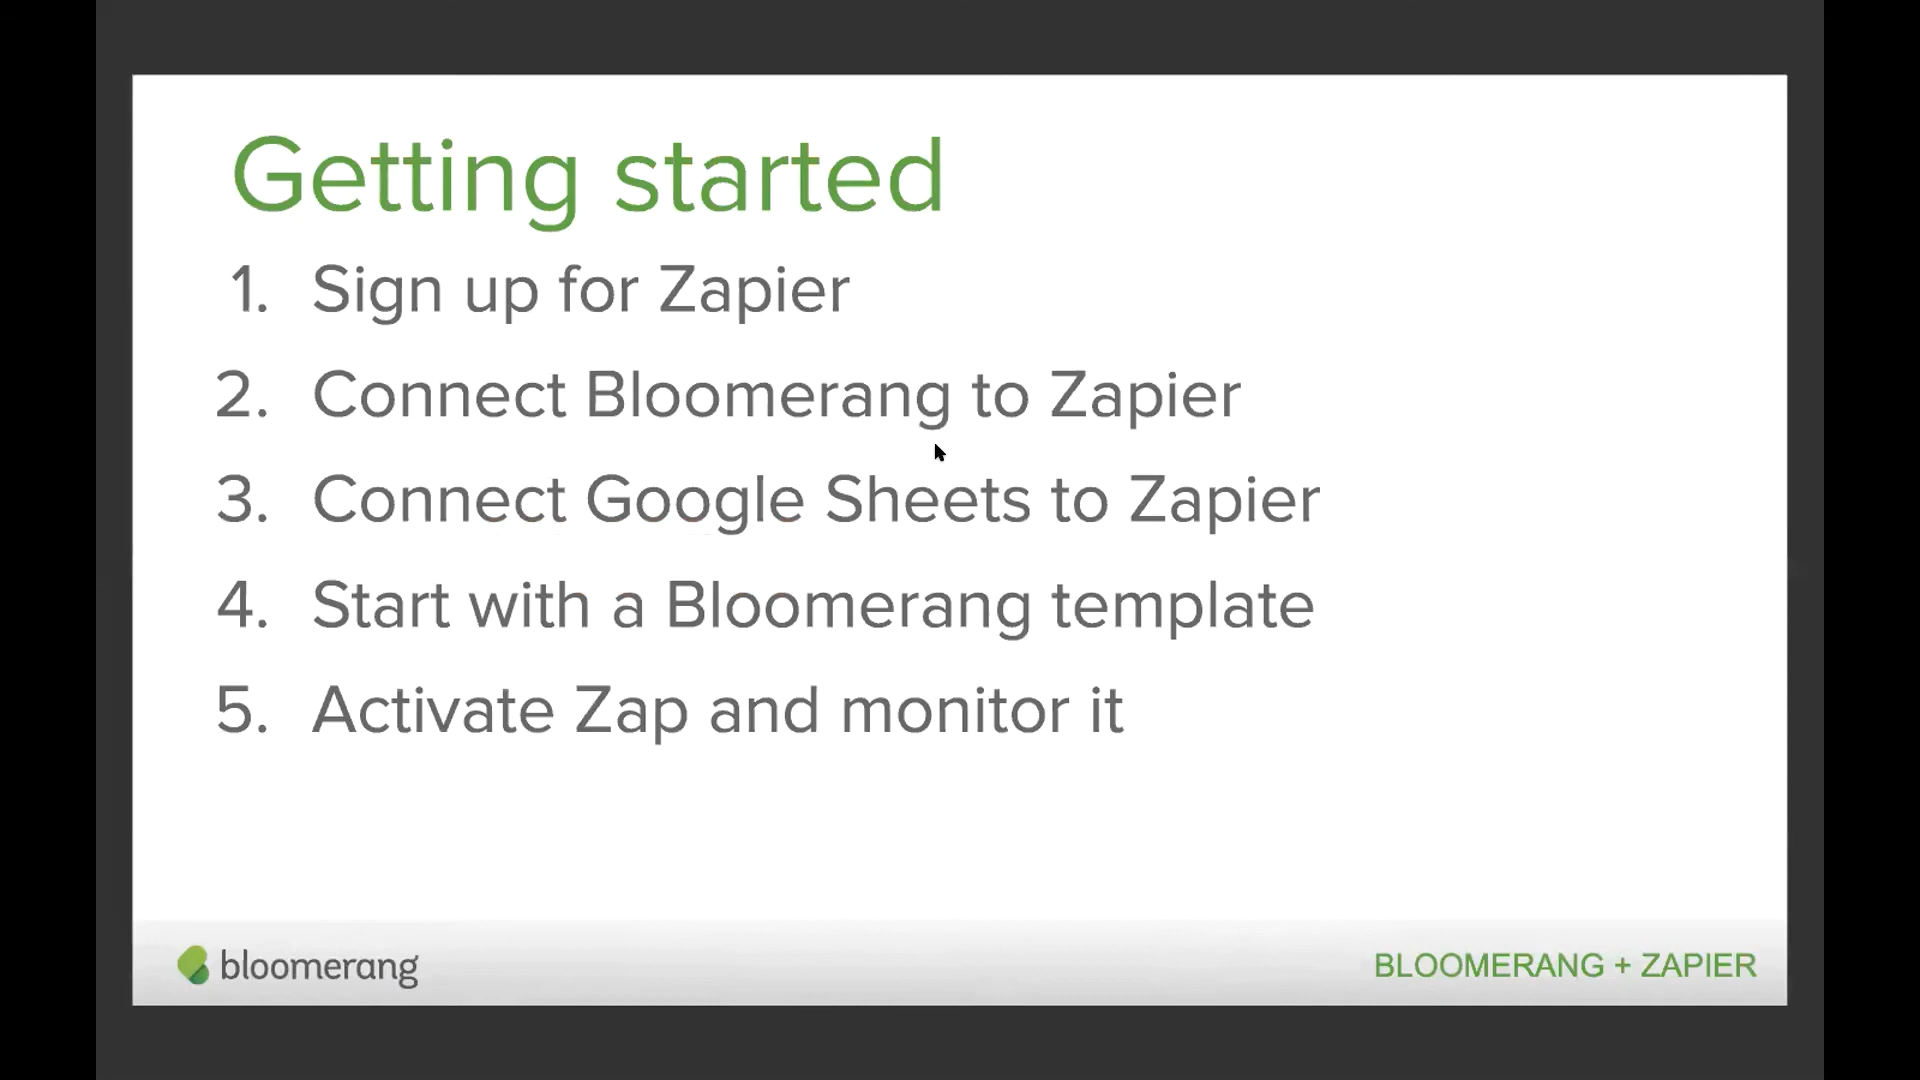 Getting started
1. Sign up for Zapier
2. Connect Bloomerang to Zapier
3. Connect Google Sheets to Zapier
4. Start with a Bloomerang template
5. Activate Zap and monitor it
bloomerang
BLOOMERANG + ZAPIER